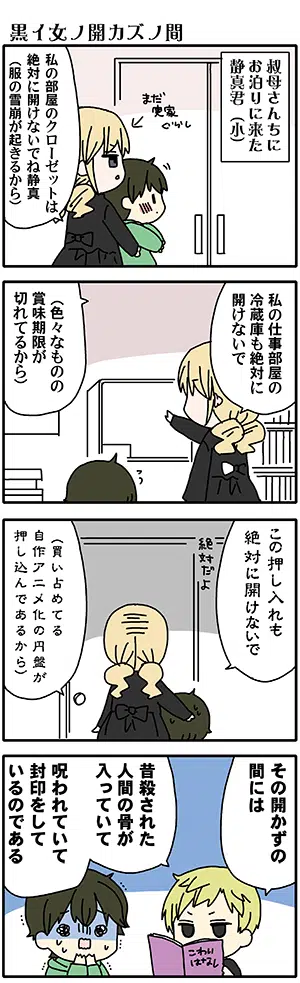 黒イ女ノ開カズノ間
叔母さんちに
お泊りに来た
静真君（小）
まだ
実家
ぐらし
私の部屋のクローゼットは
絶対に開けないでね静真
（服の雪崩が起きるから）
私の仕事部屋の
冷蔵庫も絶対に
開けないで
（色々なものの
賞味期限が
切れてるから）
この押し入れも
絶対に開けないで
絶対だよ
（買い占めてる
自作アニメ化の円盤が
押し込んであるから）
その開かずの
間には
昔殺された
人間の骨が
入っていて
呪われていて
封印をして
いるのである
こわい
はなし